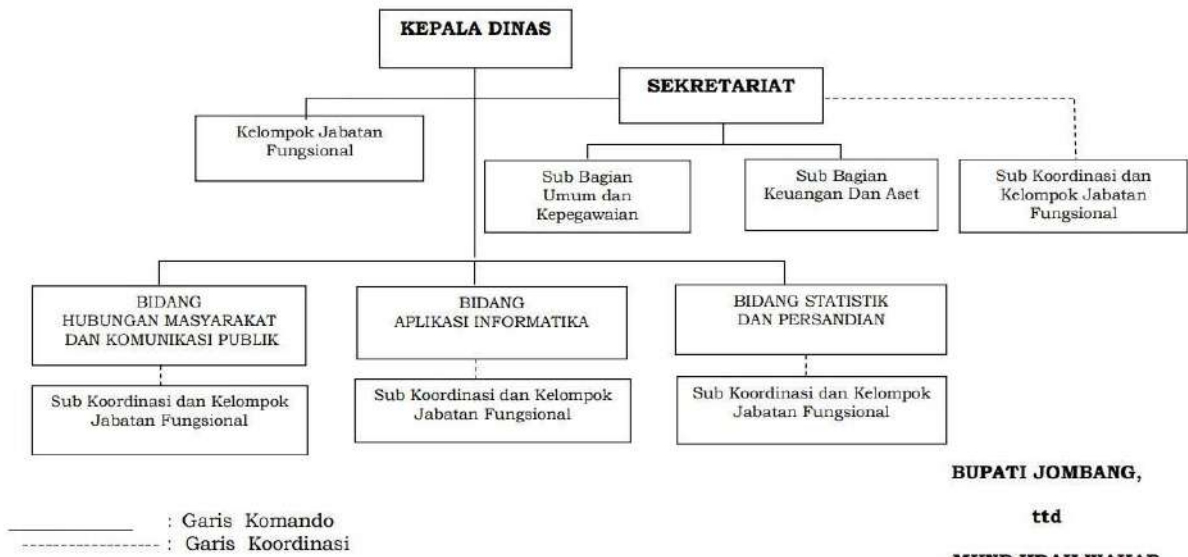 KEPALA DINAS
SEKRETARIAT
Kelompok Jabatan
Fungsional
Sub Bagian
Umum dan
Kepegawaian
Sub Bagian
Keuangan Dan Aset
Sub Koordinasi dan
Kelompok Jabatan
Fungsional
BIDANG
HUBUNGAN MASYARAKAT
DAN KOMUNIKASI PUBLIK
BIDANG
APLIKASI INFORMATIKA
BIDANG STATISTIK
DAN PERSANDIAN
Sub Koordinasi dan Kelompok
Jabatan Fungsional
Sub Koordinasi dan Kelompok
Jabatan Fungsional
Sub Koordinasi dan Kelompok
Jabatan Fungsional
BUPATI JOMBANG,
ttd
: Garis Komando
: Garis Koordinasi